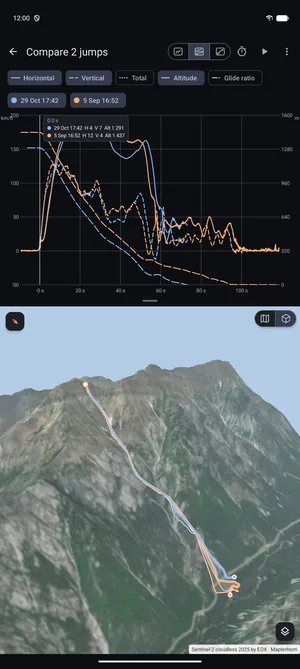 12:00
Compare 2 jumps
Horizontal Vertical Total Altitude Glide ratio
29 Oct 17:42 5 Sep 16:52
km/h 200 1600 m
0.0 s
29 Oct 17:42 H 4 V 7 Alt 1 291
5 Sep 16:52 H 12 V 4 Alt 1 437
150 1280
100 960
50 640
0 320
-50 0
0 s 20 s 40 s 60 s 80 s 100 s
Sentinel-2 cloudless 2025 by EOX - Mapterhorn